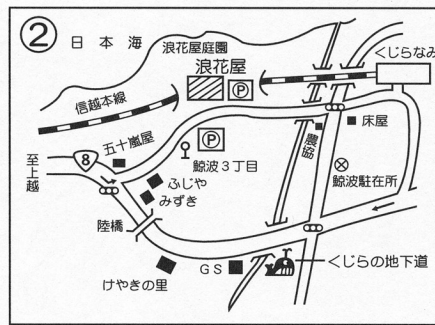 ②
日本海
浪花屋庭園
浪花屋
P
くじらなみ
信越本線
五十嵐屋
P
農協
床屋
至上越
8
鯨波3丁目
鯨波駐在所
ふじや
みずき
陸橋
けやきの里
GS
くじらの地下道